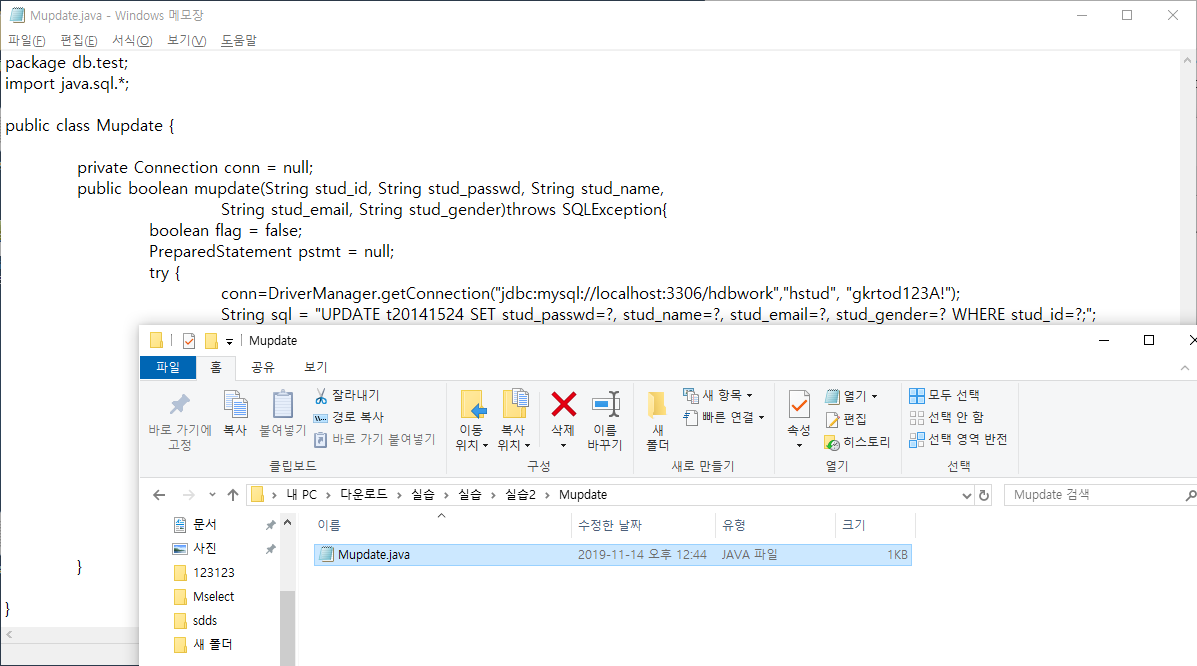 Mupdate.java - Windows 메모장
파일(F) 편집(E) 서식(O) 보기(V) 도움말
package db.test;
import java.sql.*;
public class Mupdate {
private Connection conn = null;
public boolean mupdate(String stud_id, String stud_passwd, String stud_name,
String stud_email, String stud_gender)throws SQLException{
boolean flag = false;
PreparedStatement pstmt = null;
try {
conn=DriverManager.getConnection("jdbc:mysql://localhost:3306/hdbwork","hstud", "gkrtod123A!");
String sql = "UPDATE t20141524 SET stud_passwd=?, stud_name=?, stud_email=?, stud_gender=? WHERE stud_id=?;";
}
}
Mupdate
파일 홈 공유 보기
바로 가기에
고정
복사
붙여넣기
잘라내기
경로 복사
바로 가기 붙여넣기
클립보드
이동
위치
복사
위치
삭제
이름
바꾸기
구성
새
폴더
새 항목
빠른 연결
새로 만들기
속성
열기
편집
히스토리
열기
모두 선택
선택 안 함
선택 영역 반전
선택
내 PC > 다운로드 > 실습 > 실습 > 실습2 > Mupdate
Mupdate 검색
문서
사진
123123
Mselect
sdds
새 폴더
이름 수정한 날짜 유형 크기
Mupdate.java 2019-11-14 오후 12:44 JAVA 파일 1KB